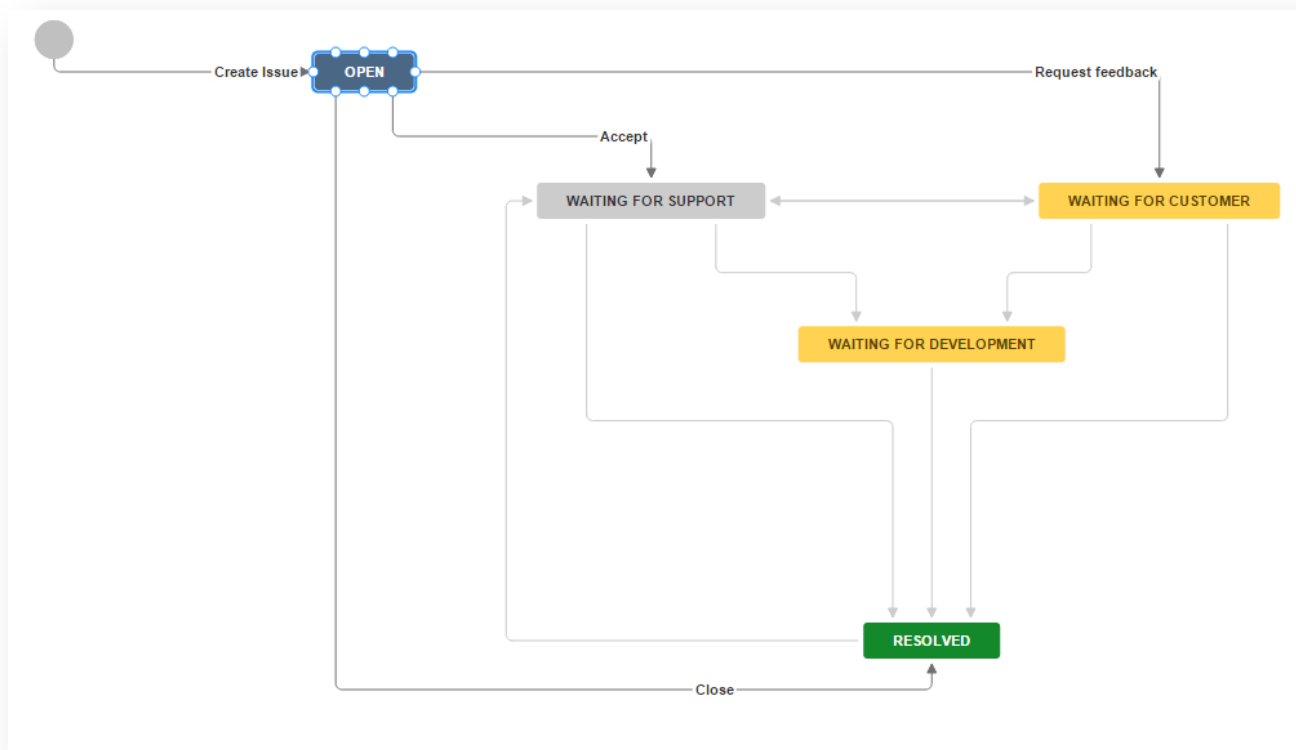 Create Issue
OPEN
Request feedback
Accept
WAITING FOR SUPPORT
WAITING FOR CUSTOMER
WAITING FOR DEVELOPMENT
RESOLVED
Close